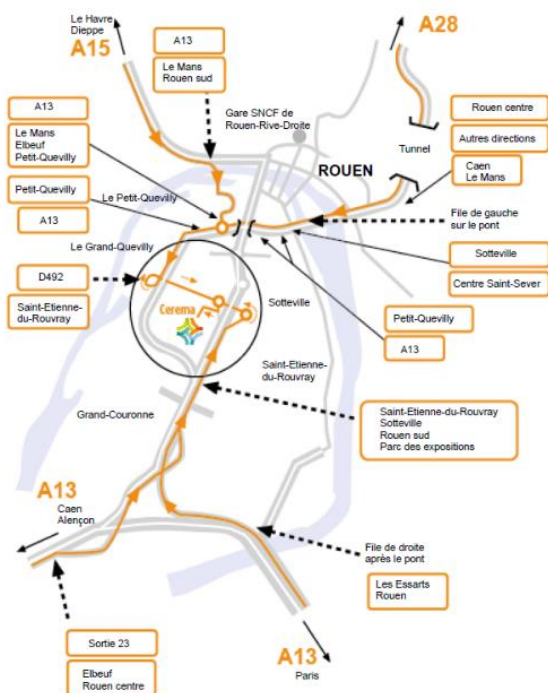 Le Havre
Dieppe
A15
A13
Le Mans
Rouen sud
A28
A13
Le Mans
Elbeuf
Petit-Quevilly
Gare SNCF de
Rouen-Rive-Droite
Rouen centre
Autres directions
Caen
Le Mans
Tunnel
ROUEN
Petit-Quevilly
A13
Le Petit-Quevilly
File de gauche
sur le pont
Le Grand-Quevilly
Sotteville
Centre Saint-Sever
D492
Saint-Etienne
du-Rouvray
Cerema
Sotteville
Petit-Quevilly
A13
Saint-Etienne-
du-Rouvray
Grand-Couronne
Saint-Etienne-du-Rouvray
Sotteville
Rouen sud
Parc des expositions
A13
Caen
Alençon
File de droite
après le pont
Les Essarts
Rouen
Sortie 23
Elbeuf
Rouen centre
A13
Paris